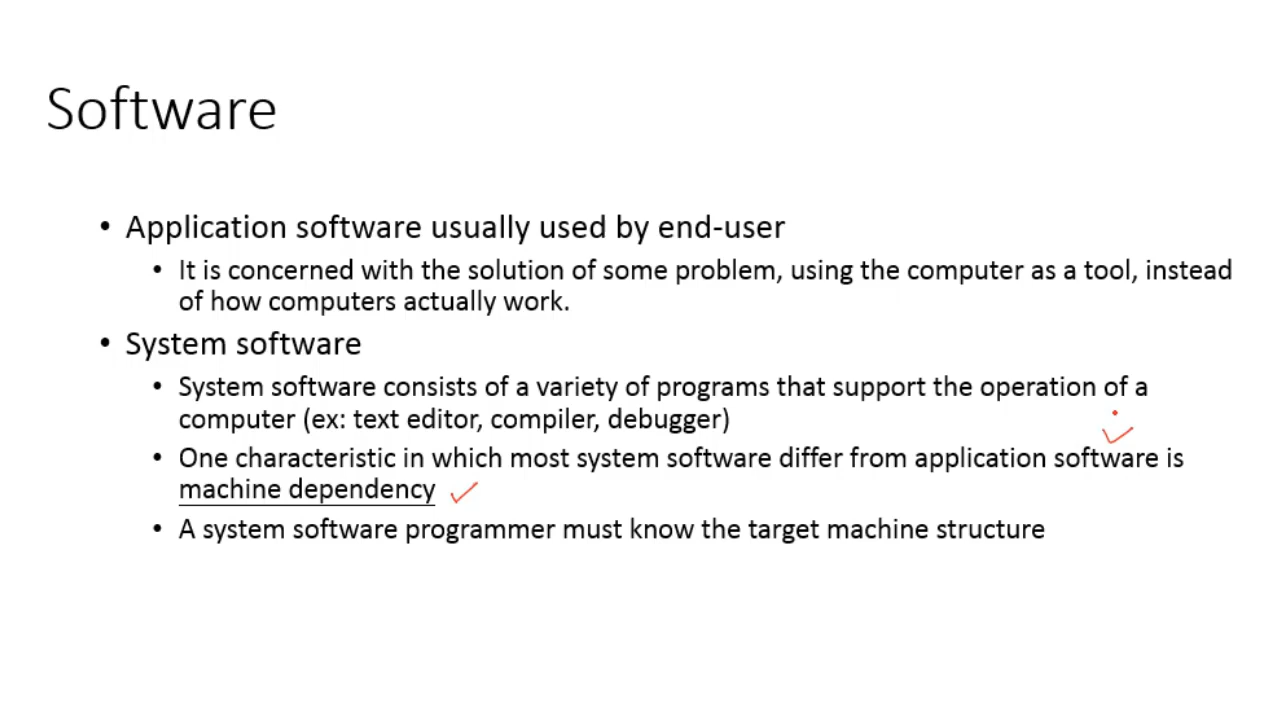 Software
• Application software usually used by end-user
• It is concerned with the solution of some problem, using the computer as a tool, instead
of how computers actually work.
• System software
• System software consists of a variety of programs that support the operation of a
computer (ex: text editor, compiler, debugger)
• One characteristic in which most system software differ from application software is
machine dependency
• A system software programmer must know the target machine structure